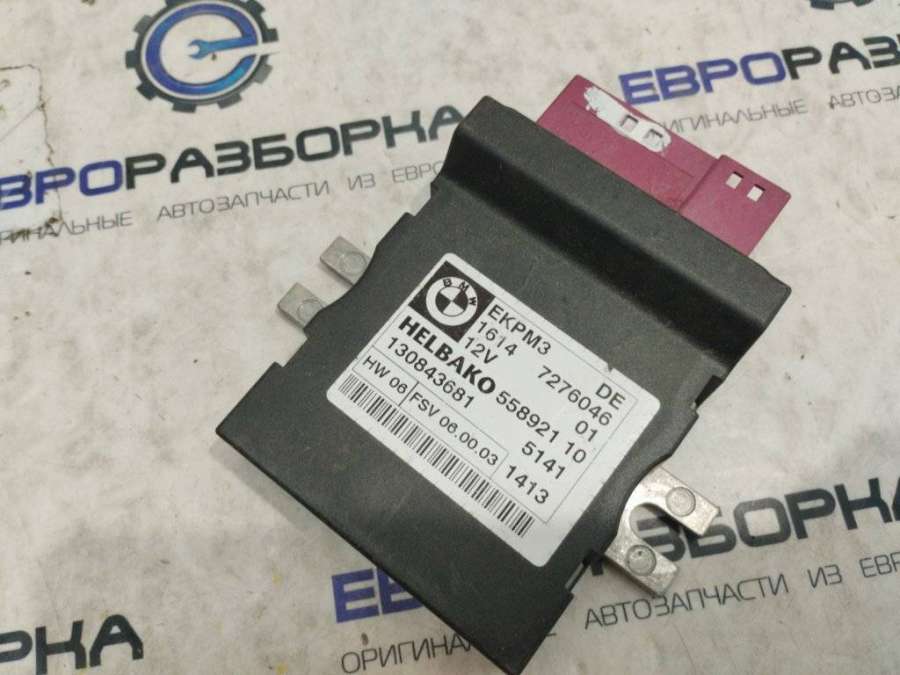 ЕВРОРАЗБОРКА
ОРИГИНАЛЬНЫЕ АВТОЗАПЧАСТИ ИЗ ЕВРО
ЕВРОРАЗБ
ОРИГИНАЛЬНЫЕ АВТОЗА
BMW
EKPM3 DE
1614 7276046
12V 01
HELBAKO 558921 10
130843681 5141
HW 06 FSV 06.00.03 1413
ЕВРОРАЗБОРКА
ОРИГИНАЛЬНЫЕ АВТОЗАПЧАСТИ ИЗ ЕВР
РКА